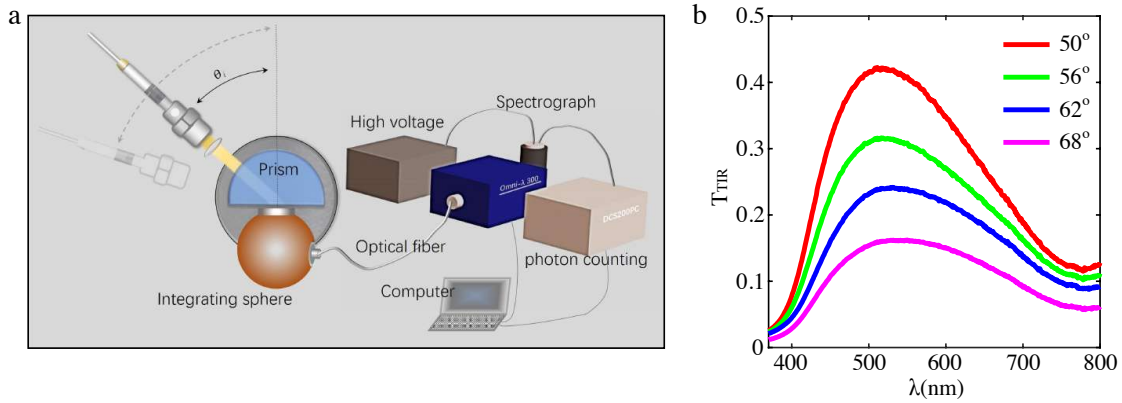 a
θi
High voltage
Spectrograph
Prism
Omni-λ 300
DCS200PC
Optical fiber
photon counting
Computer
Integrating sphere
b
0.5
0.4
0.3
0.2
0.1
0
400 500 600 700 800
λ(nm)
TTIR
50°
56°
62°
68°